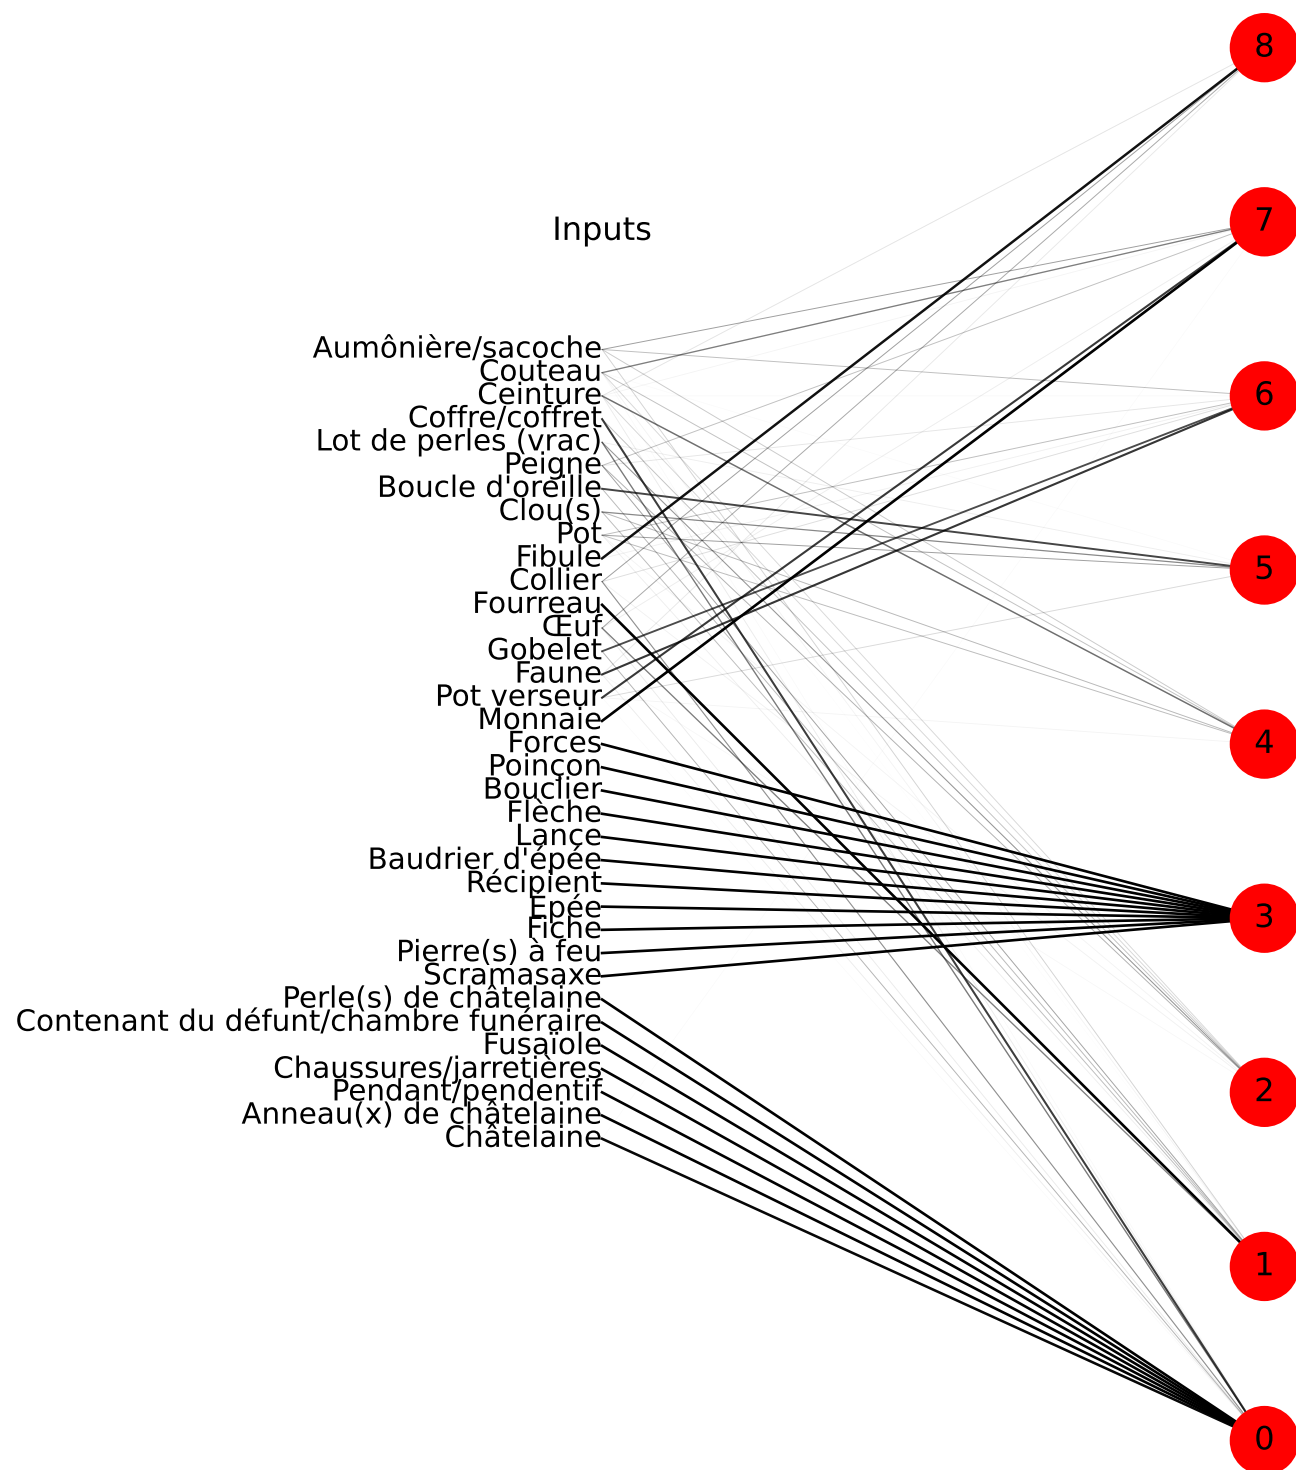 8
7
Inputs
Aumônière/sacoche
Couteau
Ceinture
6
Coffre/coffret
Lot de perles (vrac)
Peigne
Boucle d'oreille
Clou(s)
Pot
Fibule
5
Collier
Fourreau
Œuf
Gobelet
Faune
Pot verseur
Monnaie
4
Forces
Poinçon
Bouclier
Flèche
Lance
Baudrier d'épée
Récipient
Epée
3
Fiche
Pierre(s) à feu
Scramasaxe
Perle(s) de châtelaine
Contenant du défunt/chambre funéraire
Fusaïole
Chaussures/jarretières
2
Pendant/pendentif
Anneau(x) de châtelaine
Châtelaine
1
0